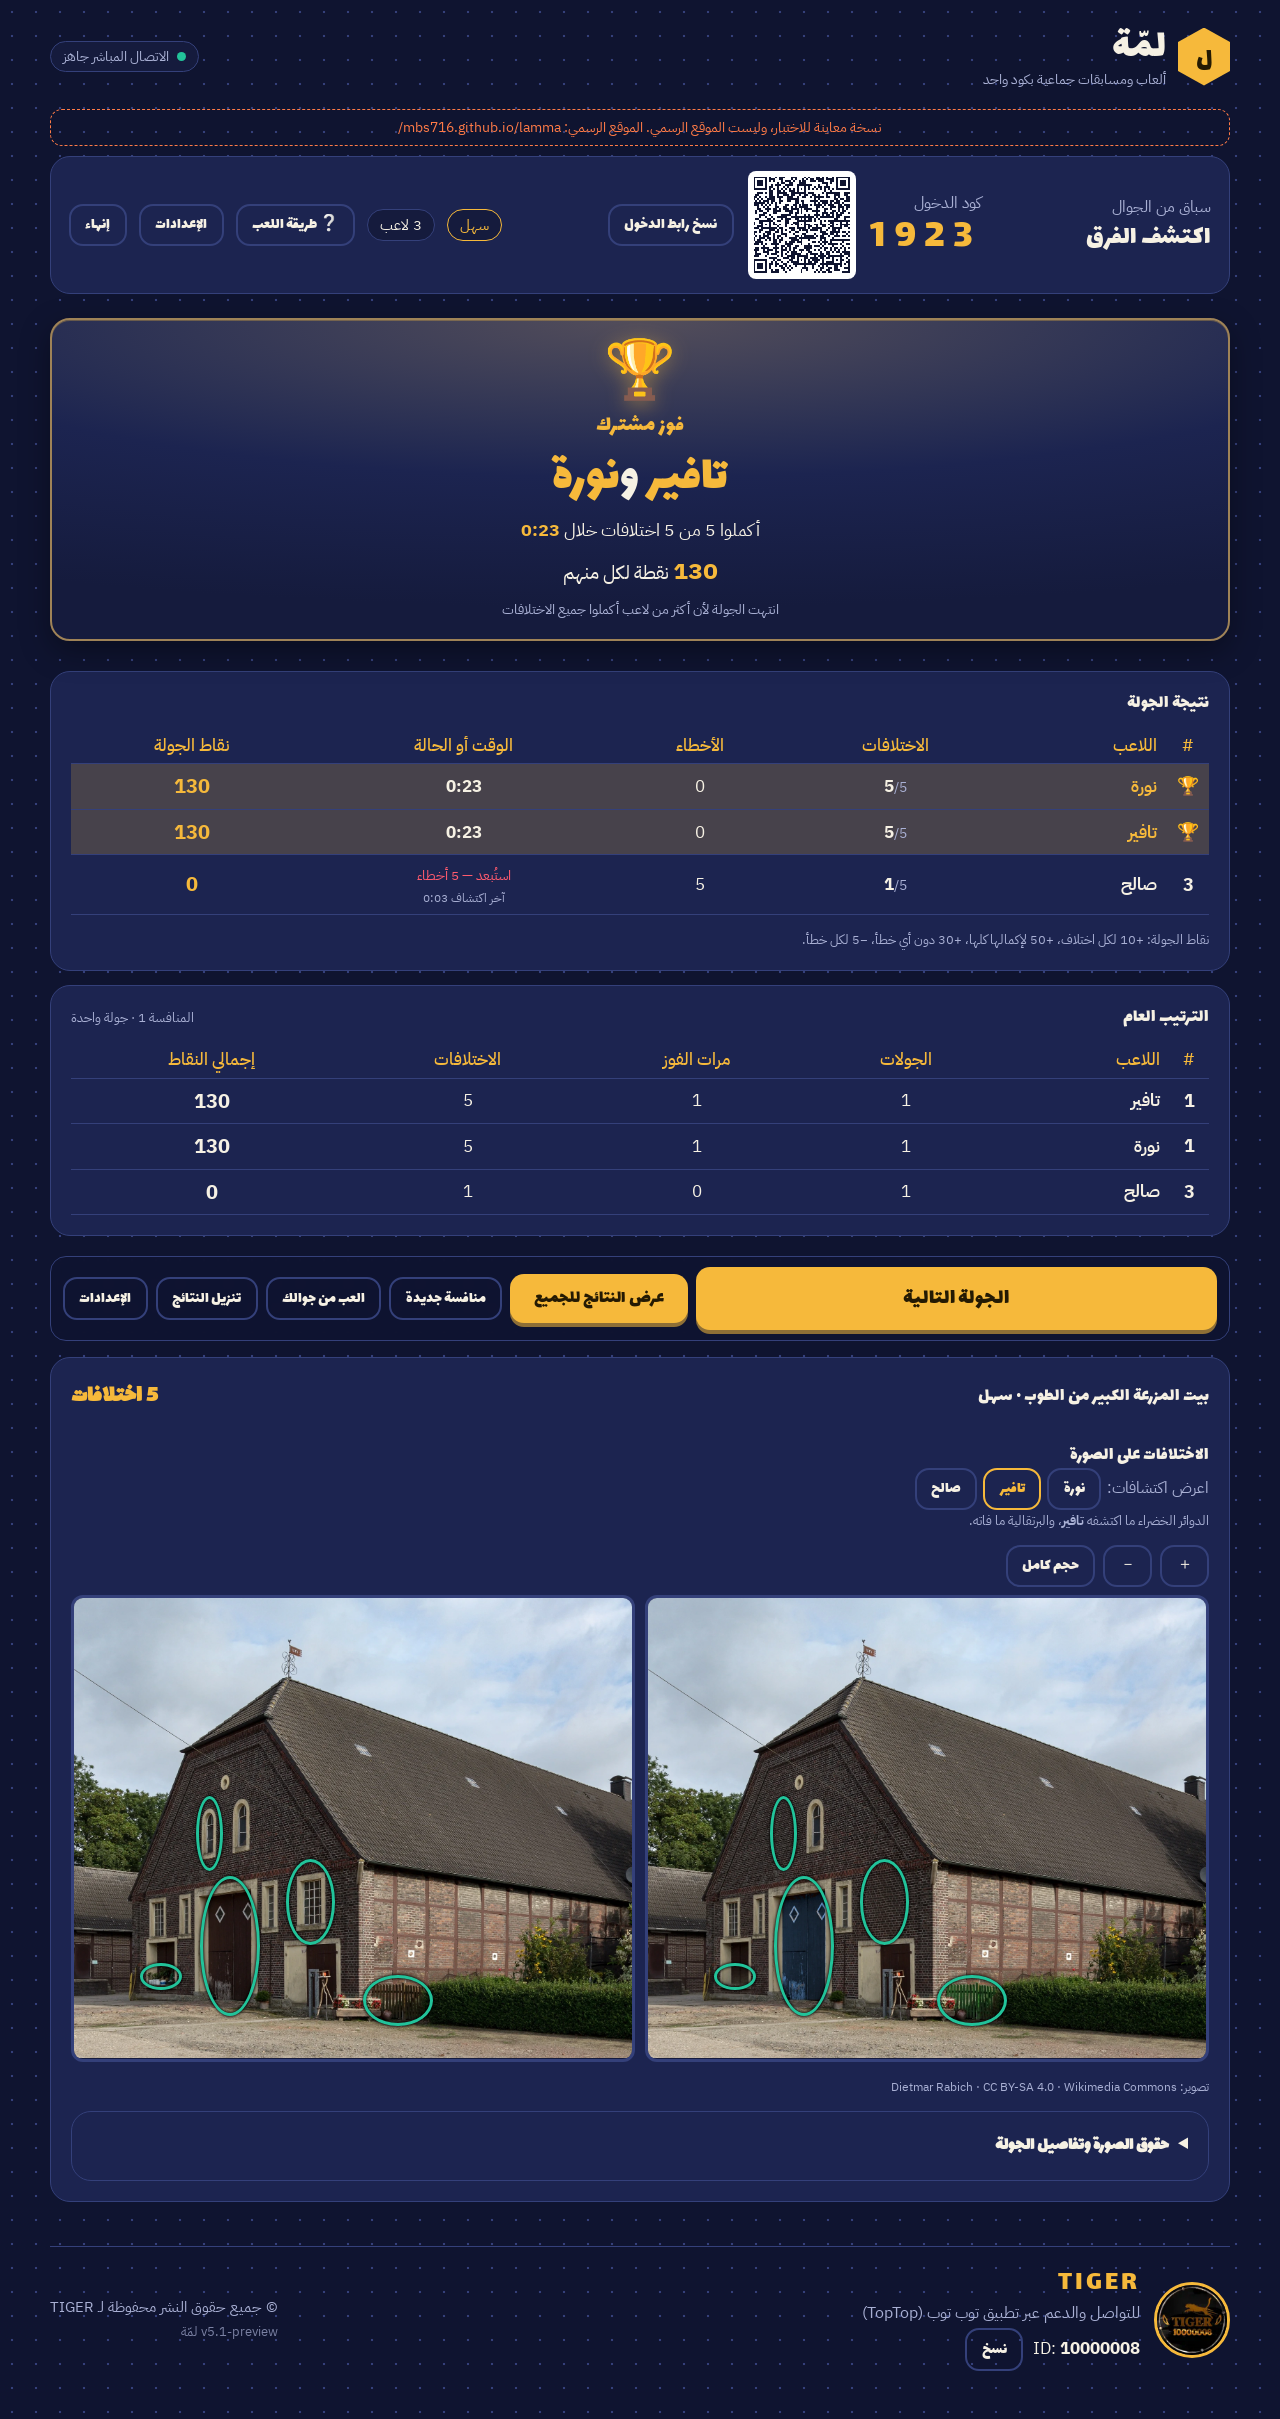 ل
لمّة
ألعاب ومسابقات جماعية بكود واحد
الاتصال المباشر جاهز
نسخة معاينة للاختبار، وليست الموقع الرسمي. الموقع الرسمي: mbs716.github.io/lamma/
سباق من الجوال
اكتشف الفرق
كود الدخول
1923
نسخ رابط الدخول
سهل
3 لاعب
❔ طريقة اللعب
الإعدادات
إنهاء
🏆
فوز مشترك
تافير ونورة
أكملوا 5 من 5 اختلافات خلال 0:23
130 نقطة لكل منهم
انتهت الجولة لأن أكثر من لاعب أكملوا جميع الاختلافات
نتيجة الجولة
# اللاعب الاختلافات الأخطاء الوقت أو الحالة نقاط الجولة
🏆 نورة 5/5 0 0:23 130
🏆 تافير 5/5 0 0:23 130
3 صالح 1/5 5 استُبعد — 5 أخطاء 0
آخر اكتشاف 0:03
نقاط الجولة: +10 لكل اختلاف، +50 لإكمالها كلها، +30 دون أي خطأ، −5 لكل خطأ.
الترتيب العام
المنافسة 1 · جولة واحدة
# اللاعب الجولات مرات الفوز الاختلافات إجمالي النقاط
1 تافير 1 1 5 130
1 نورة 1 1 5 130
3 صالح 1 0 1 0
الجولة التالية
عرض النتائج للجميع
منافسة جديدة
العب من جوالك
تنزيل النتائج
الإعدادات
بيت المزرعة الكبير من الطوب · سهل
5 اختلافات
الاختلافات على الصورة
اعرض اكتشافات: نورة تافير صالح
الدوائر الخضراء ما اكتشفه تافير، والبرتقالية ما فاته.
+ − حجم كامل
تصوير: Dietmar Rabich · CC BY-SA 4.0 · Wikimedia Commons
◀ حقوق الصورة وتفاصيل الجولة
TIGER
10000008
TIGER
للتواصل والدعم عبر تطبيق توب توب (TopTop)
ID: 10000008 نسخ
© جميع حقوق النشر محفوظة لـ TIGER
لمّة v5.1-preview